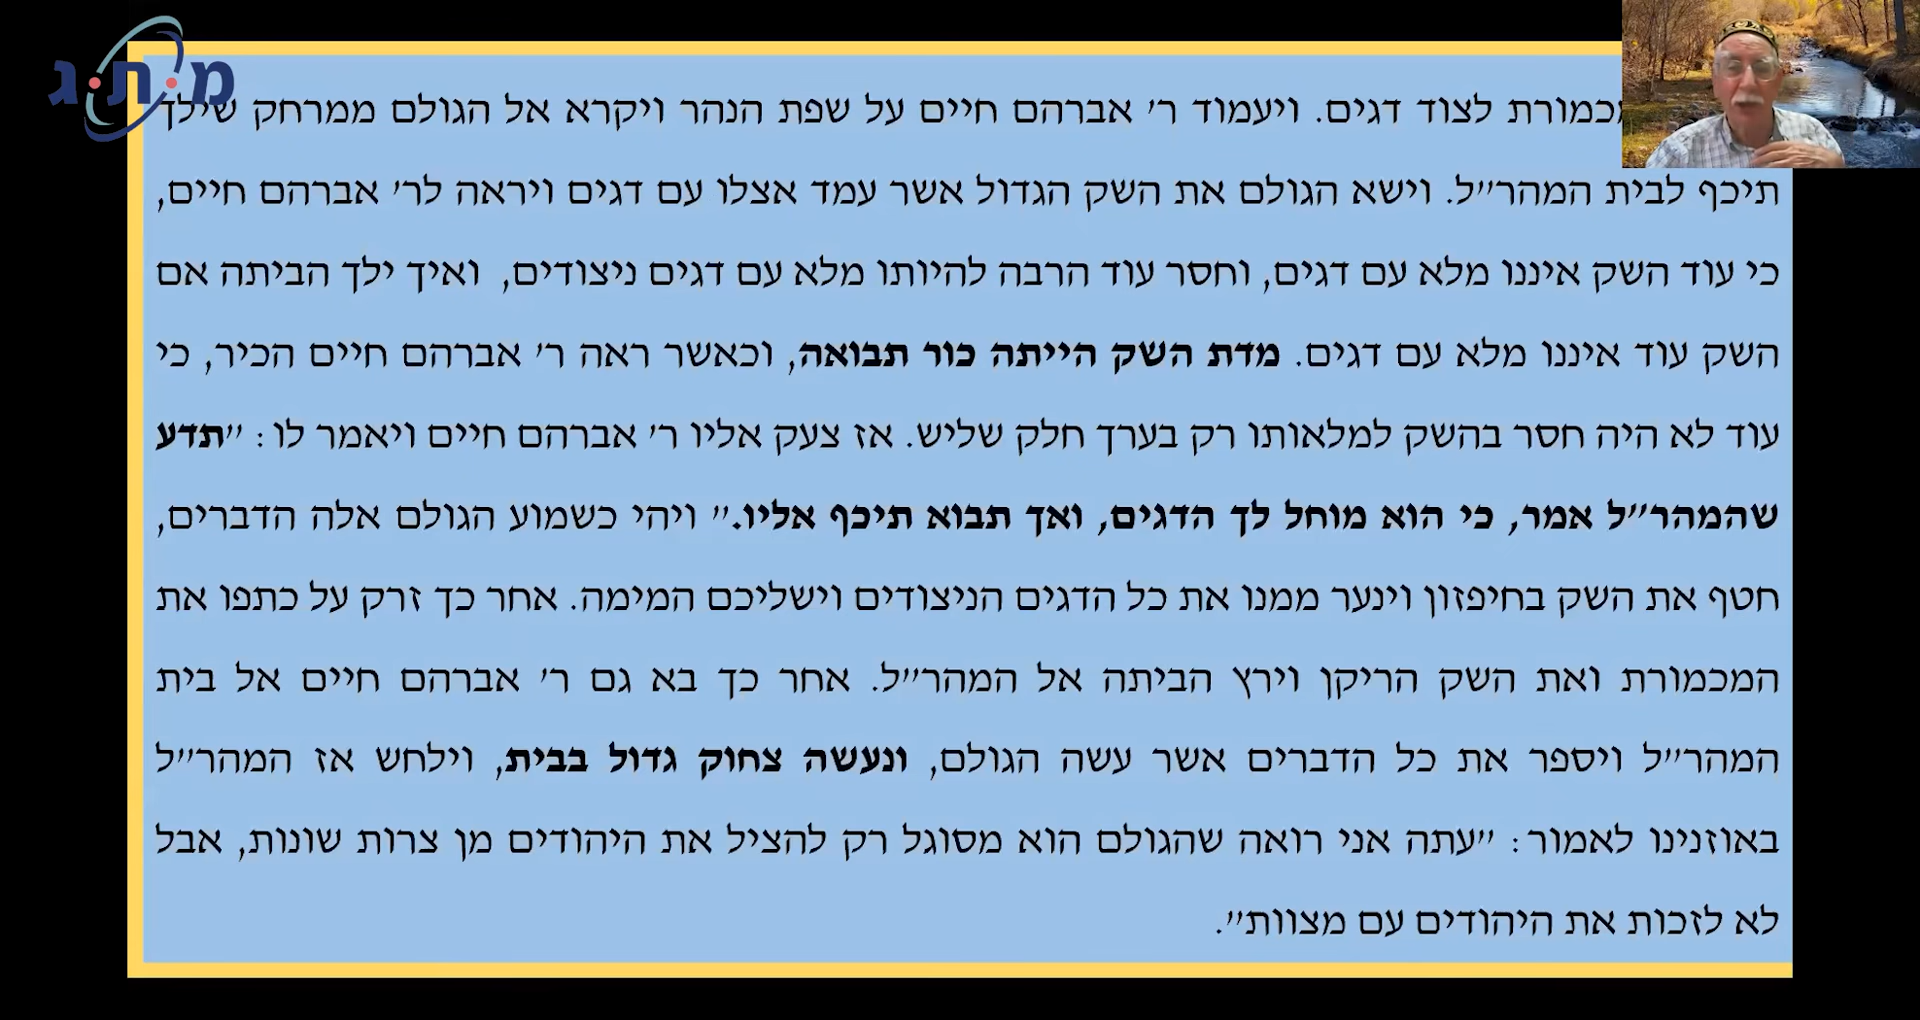 מ.ת.ג
מכמורת לצוד דגים. ויעמוד ר׳ אברהם חיים על שפת הנהר ויקרא אל הגולם ממרחק שילך
תיכף לבית המהר״ל. וישא הגולם את השק הגדול אשר עמד אצלו עם דגים ויראה לר׳ אברהם חיים,
כי עוד השק איננו מלא עם דגים, וחסר עוד הרבה להיותו מלא עם דגים ניצודים, ואיך ילך הביתה אם
השק עוד איננו מלא עם דגים. מדת השק הייתה כור תבואה, וכאשר ראה ר׳ אברהם חיים הכיר, כי
עוד לא היה חסר בהשק למלאותו רק בערך חלק שליש. אז צעק אליו ר׳ אברהם חיים ויאמר לו: ״תדע
שהמהר״ל אמר, כי הוא מוחל לך הדגים, ואך תבוא תיכף אליו.״ ויהי כשמוע הגולם אלה הדברים,
חטף את השק בחיפזון וינער ממנו את כל הדגים הניצודים וישליכם המימה. אחר כך זרק על כתפו את
המכמורת ואת השק הריקן וירץ הביתה אל המהר״ל. אחר כך בא גם ר׳ אברהם חיים אל בית
המהר״ל ויספר את כל הדברים אשר עשה הגולם, ונעשה צחוק גדול בבית, וילחש אז המהר״ל
באוזנינו לאמור: ״עתה אני רואה שהגולם הוא מסוגל רק להציל את היהודים מן צרות שונות, אבל
לא לזכות את היהודים עם מצוות״.